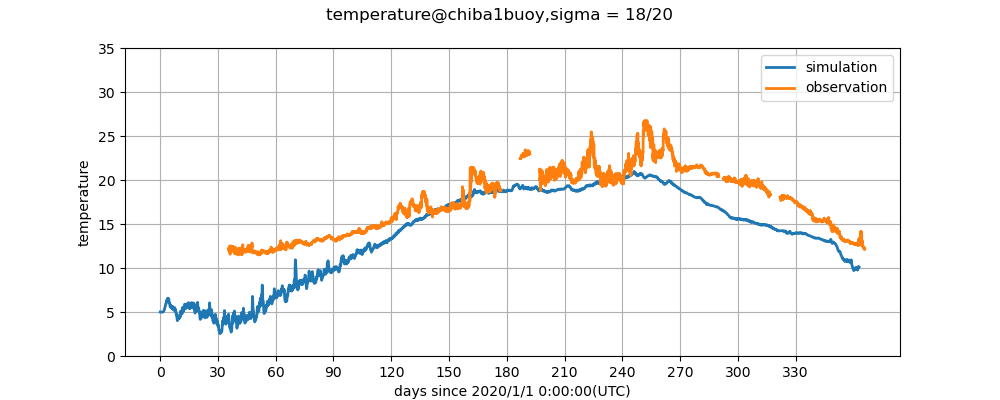 temperature@chiba1buoy,sigma = 18/20
35
30
25
20
15
10
5
0
temperature
simulation
observation
0 30 60 90 120 150 180 210 240 270 300 330
days since 2020/1/1 0:00:00(UTC)